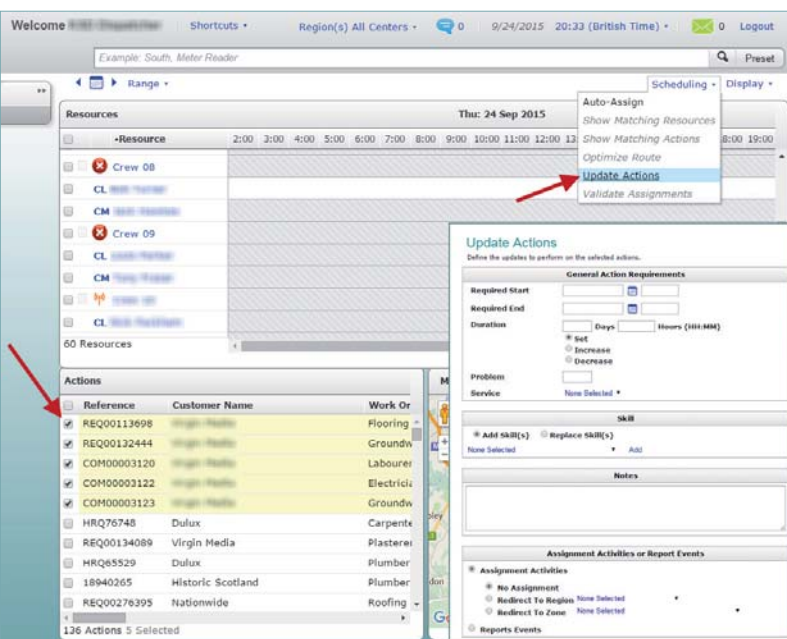 Welcome
Shortcuts
Region(s) All Centers
0
9/24/2015 20:33 (British Time)
0
Logout
Example: South, Meter Reader
Preset
Range
Scheduling
Display
Auto-Assign
Show Matching Resources
Show Matching Actions
Optimize Route
Update Actions
Validate Assignments
Resources
Thu: 24 Sep 2015
Resource 2:00 3:00 4:00 5:00 6:00 7:00 8:00 9:00 10:00 11:00 12:00 13 8:00 19:00
Crew 08
CL
CM
Crew 09
CL
CM
CL
60 Resources
Actions
Reference Customer Name Work Or
REQ00113698 Flooring
REQ00132444 Groundw
COM00003120 Labourer
COM00003122 Electricia
COM00003123 Groundw
HRQ76748 Dulux Carpente
REQ00134089 Virgin Media Plasterer
HRQ65529 Dulux Plumber
18940265 Historic Scotland Plumber
REQ00276395 Nationwide Roofing
136 Actions 5 Selected
M
Update Actions
Define the updates to perform on the selected actions.
General Action Requirements
Required Start
Required End
Duration Days Hours (HH:MM)
Set
Increase
Decrease
Problem
Service None Selected
Skill
Add Skill(s) Replace Skill(s)
None Selected Add
Notes
Assignment Activities or Report Events
Assignment Activities
No Assignment
Redirect To Region None Selected
Redirect To Zone None Selected
Reports Events